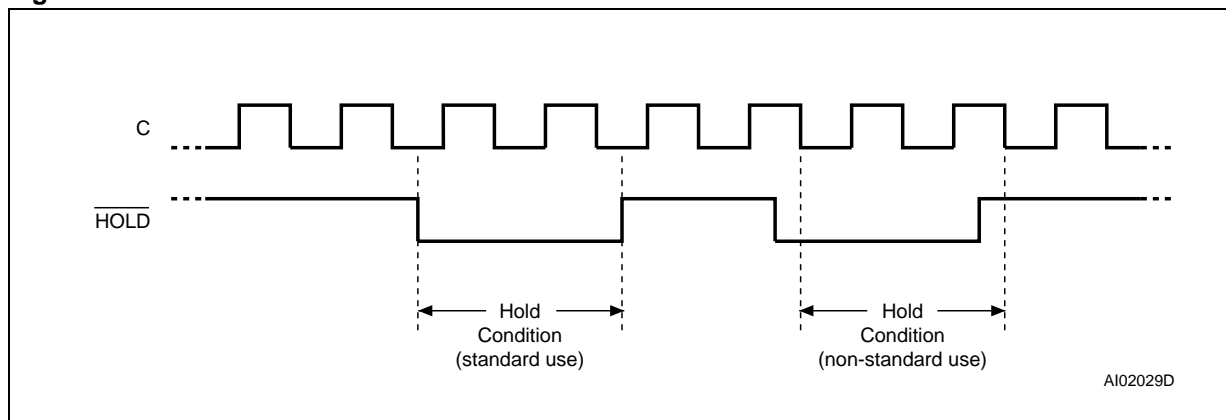 C
HOLD
Hold
Condition
(standard use)
Hold
Condition
(non-standard use)
AI02029D